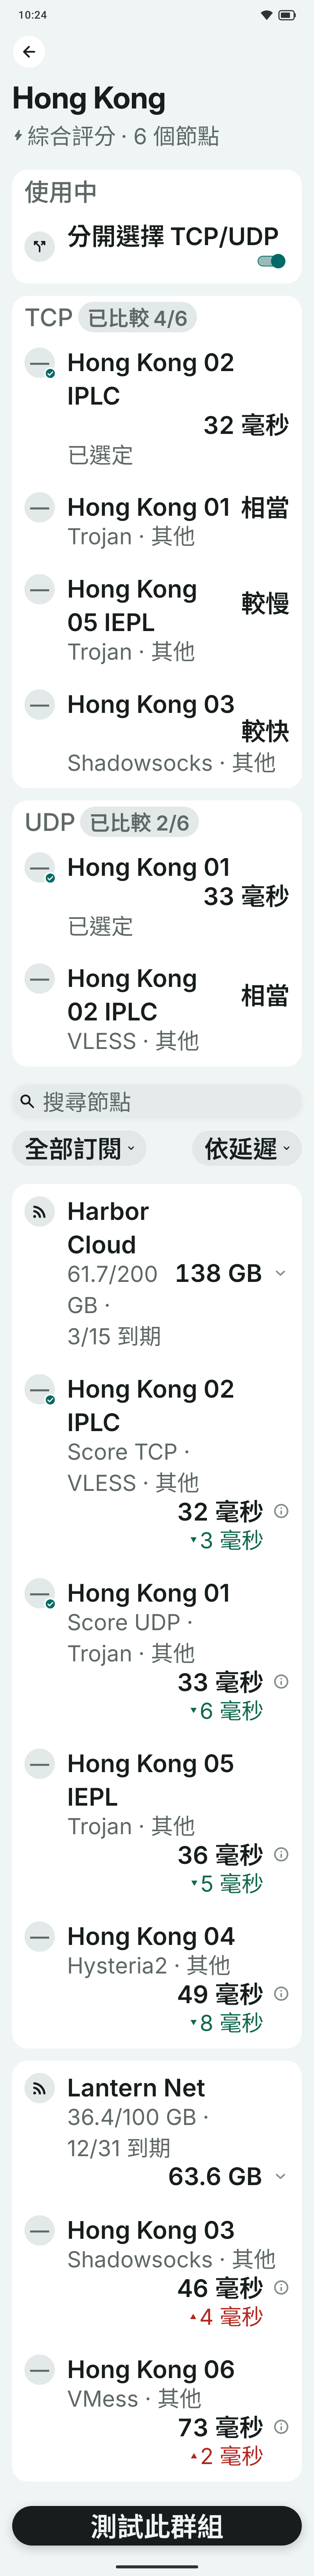 10:24
Hong Kong
綜合評分 · 6 個節點
使用中
分開選擇 TCP/UDP
TCP 已比較 4/6
Hong Kong 02
IPLC
32 毫秒
已選定
Hong Kong 01 相當
Trojan · 其他
Hong Kong
05 IEPL
較慢
Trojan · 其他
Hong Kong 03
較快
Shadowsocks · 其他
UDP 已比較 2/6
Hong Kong 01
33 毫秒
已選定
Hong Kong
02 IPLC
相當
VLESS · 其他
搜尋節點
全部訂閱 依延遲
Harbor
Cloud
61.7/200
GB ·
3/15 到期
138 GB
Hong Kong 02
IPLC
Score TCP ·
VLESS · 其他
32 毫秒
▾3 毫秒
Hong Kong 01
Score UDP ·
Trojan · 其他
33 毫秒
▾6 毫秒
Hong Kong 05
IEPL
Trojan · 其他
36 毫秒
▾5 毫秒
Hong Kong 04
Hysteria2 · 其他
49 毫秒
▾8 毫秒
Lantern Net
36.4/100 GB ·
12/31 到期
63.6 GB
Hong Kong 03
Shadowsocks · 其他
46 毫秒
▴4 毫秒
Hong Kong 06
VMess · 其他
73 毫秒
▴2 毫秒
測試此群組